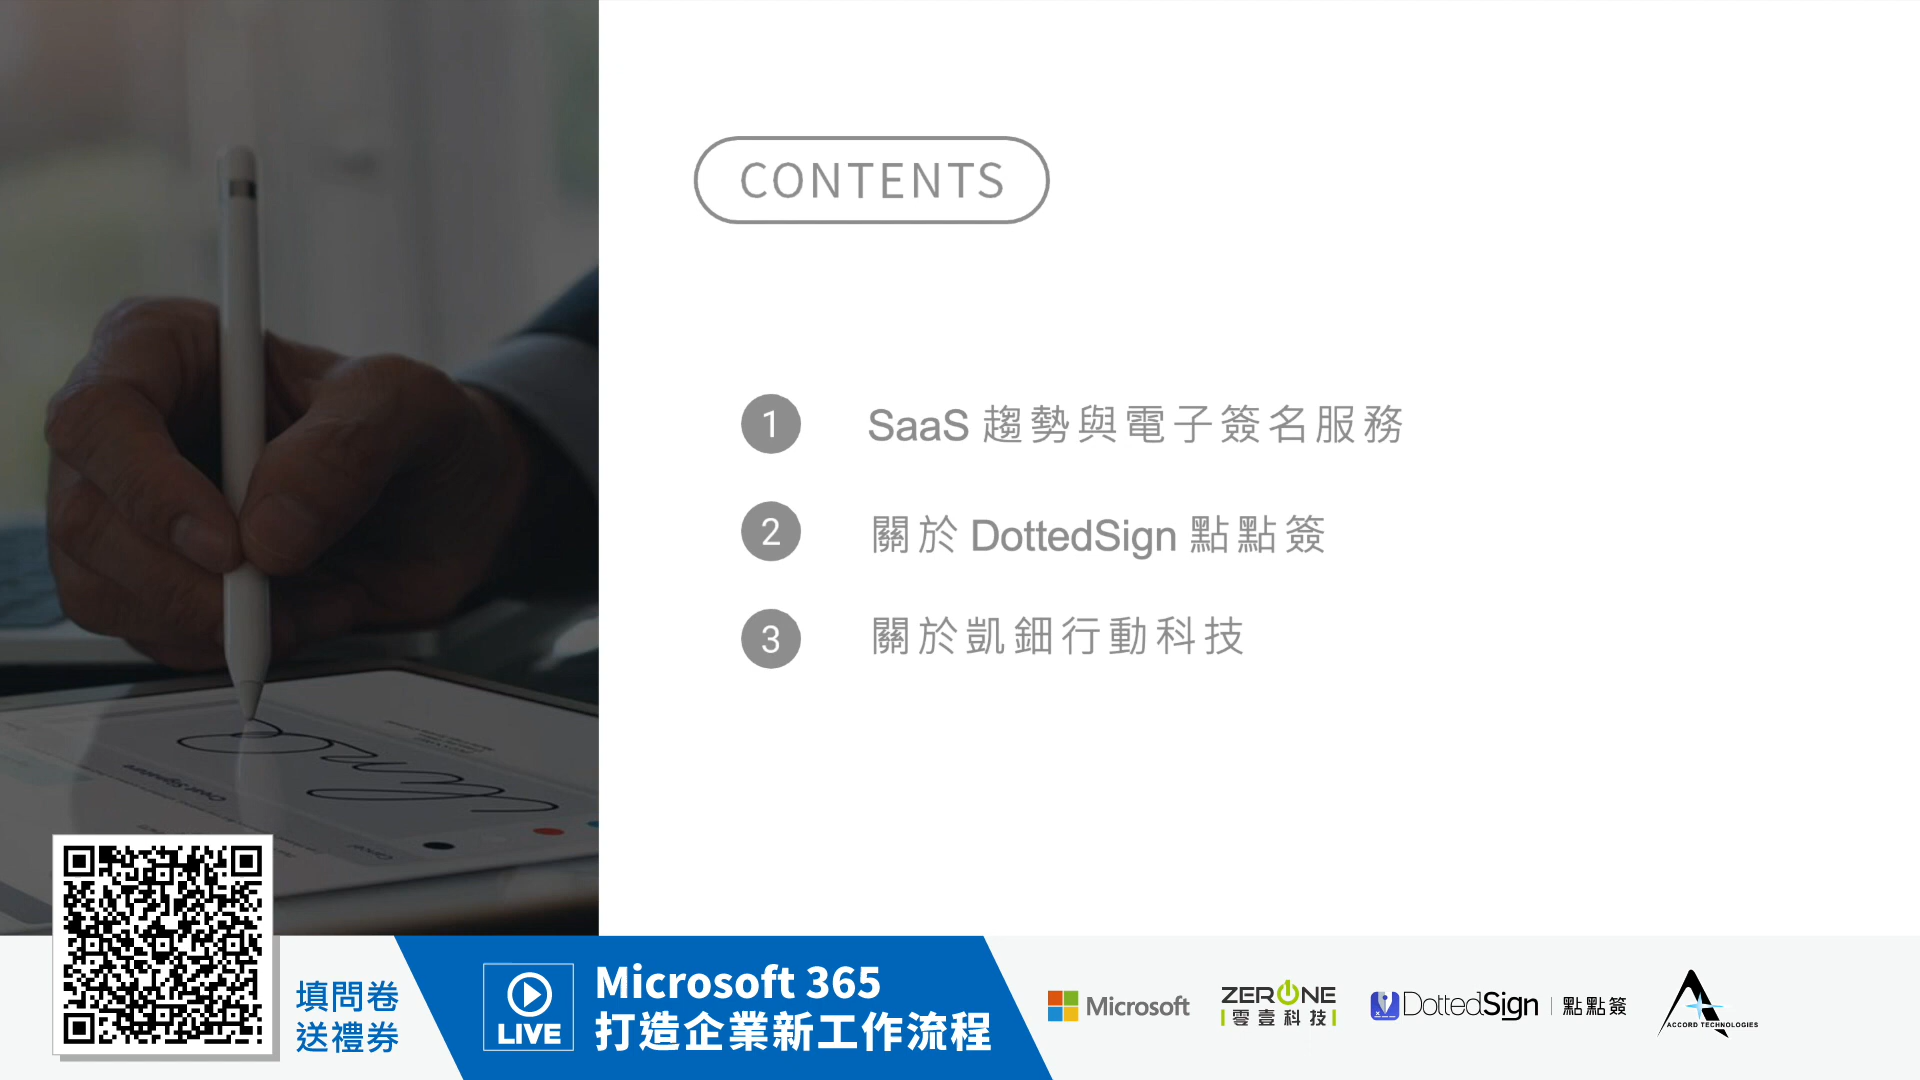 CONTENTS
1 SaaS 趨勢與電子簽名服務
2 關於 DottedSign 點點簽
3 關於凱鈿行動科技
填問卷
送禮券
LIVE
Microsoft 365
打造企業新工作流程
Microsoft
ZERONE
零壹科技
DottedSign | 點點簽
ACCORD TECHNOLOGIES